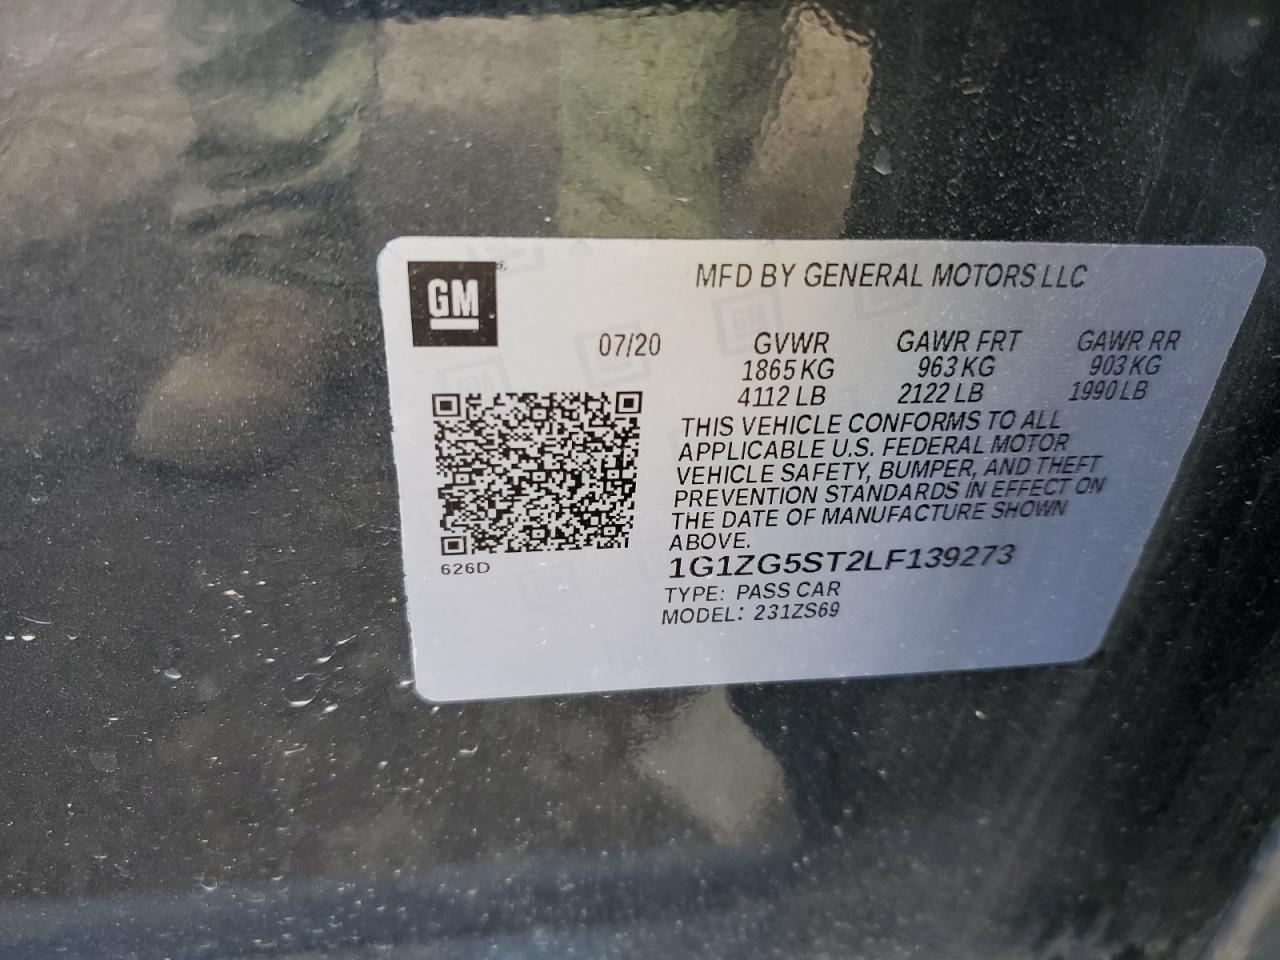 GM
MFD BY GENERAL MOTORS LLC
07/20 GVWR GAWR FRT GAWR RR
1865 KG 963 KG 903 KG
4112 LB 2122 LB 1990 LB
THIS VEHICLE CONFORMS TO ALL
APPLICABLE U.S. FEDERAL MOTOR
VEHICLE SAFETY, BUMPER, AND THEFT
PREVENTION STANDARDS IN EFFECT ON
THE DATE OF MANUFACTURE SHOWN
ABOVE.
626D
1G1ZG5ST2LF139273
TYPE: PASS CAR
MODEL: 231ZS69